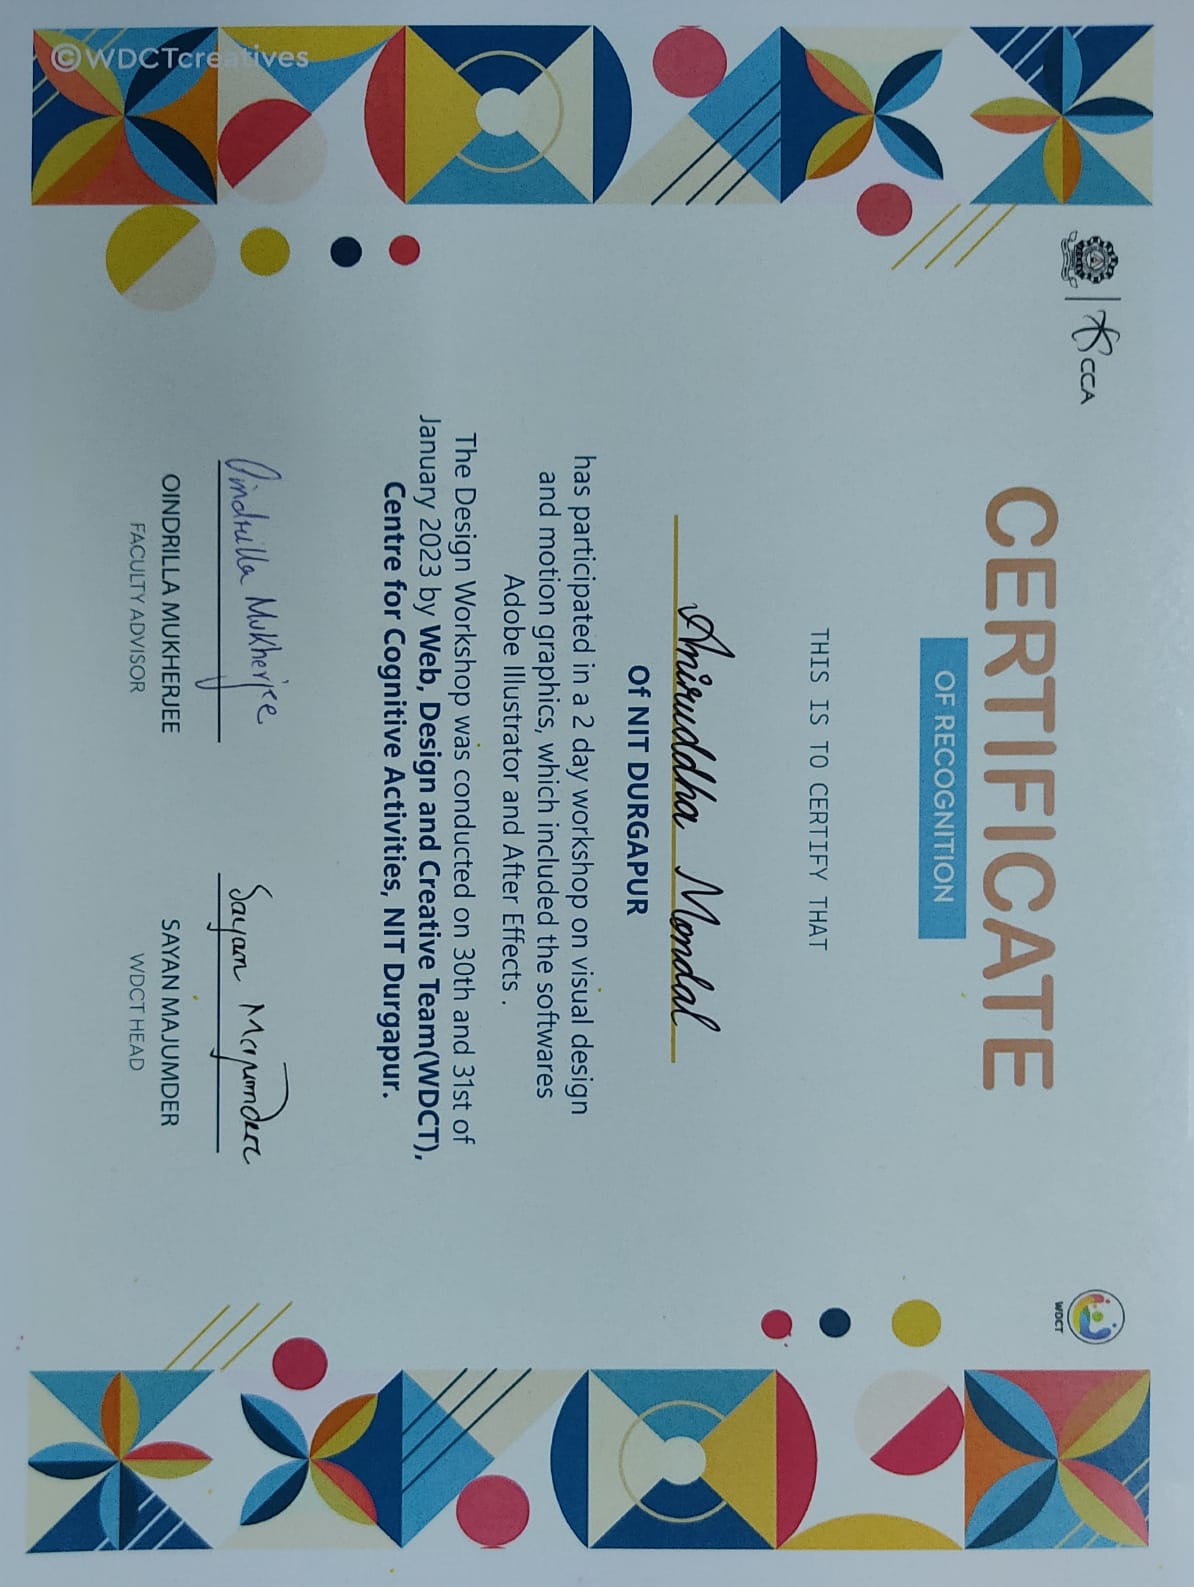 CCA
WDCT
CERTIFICATE
OF RECOGNITION
THIS IS TO CERTIFY THAT
Aniruddha Mondal
Of NIT DURGAPUR
has participated in a 2 day workshop on visual design
and motion graphics, which included the softwares
Adobe Illustrator and After Effects .
The Design Workshop was conducted on 30th and 31st of
January 2023 by Web, Design and Creative Team(WDCT),
Centre for Cognitive Activities, NIT Durgapur.
Oindrilla Mukherjee
Sayan Majumder
OINDRILLA MUKHERJEE
SAYAN MAJUMDER
FACULTY ADVISOR
WDCT HEAD
©WDCTcreatives